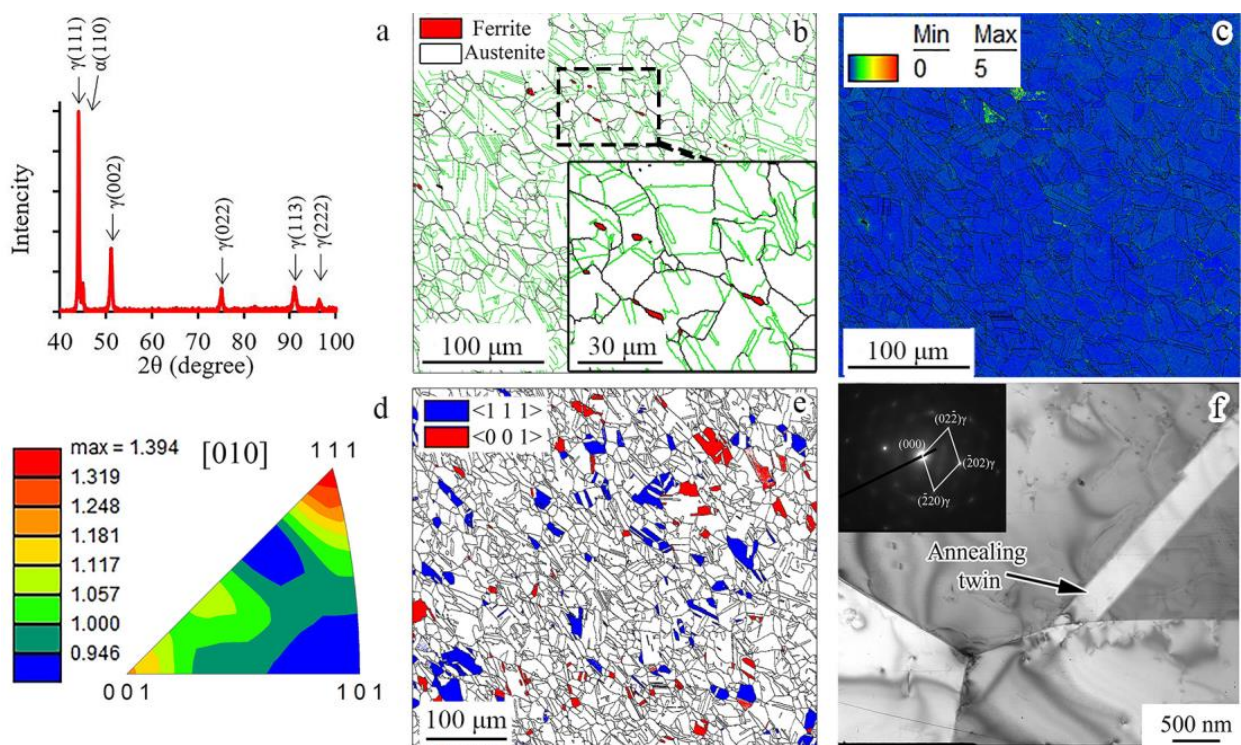 a
γ(111)
α(110)
γ(002)
γ(022)
γ(113)
γ(222)
Intencity
40 50 60 70 80 90 100
2θ (degree)
b
Ferrite
Austenite
100 μm
30 μm
c
Min Max
0 5
100 μm
d
max = 1.394
1.319
1.248
1.181
1.117
1.057
1.000
0.946
[010]
1 1 1
0 0 1
1 0 1
e
<1 1 1>
<0 0 1>
100 μm
f
(022̄)γ
(000)
(2̄02)γ
(2̄20)γ
Annealing
twin
500 nm